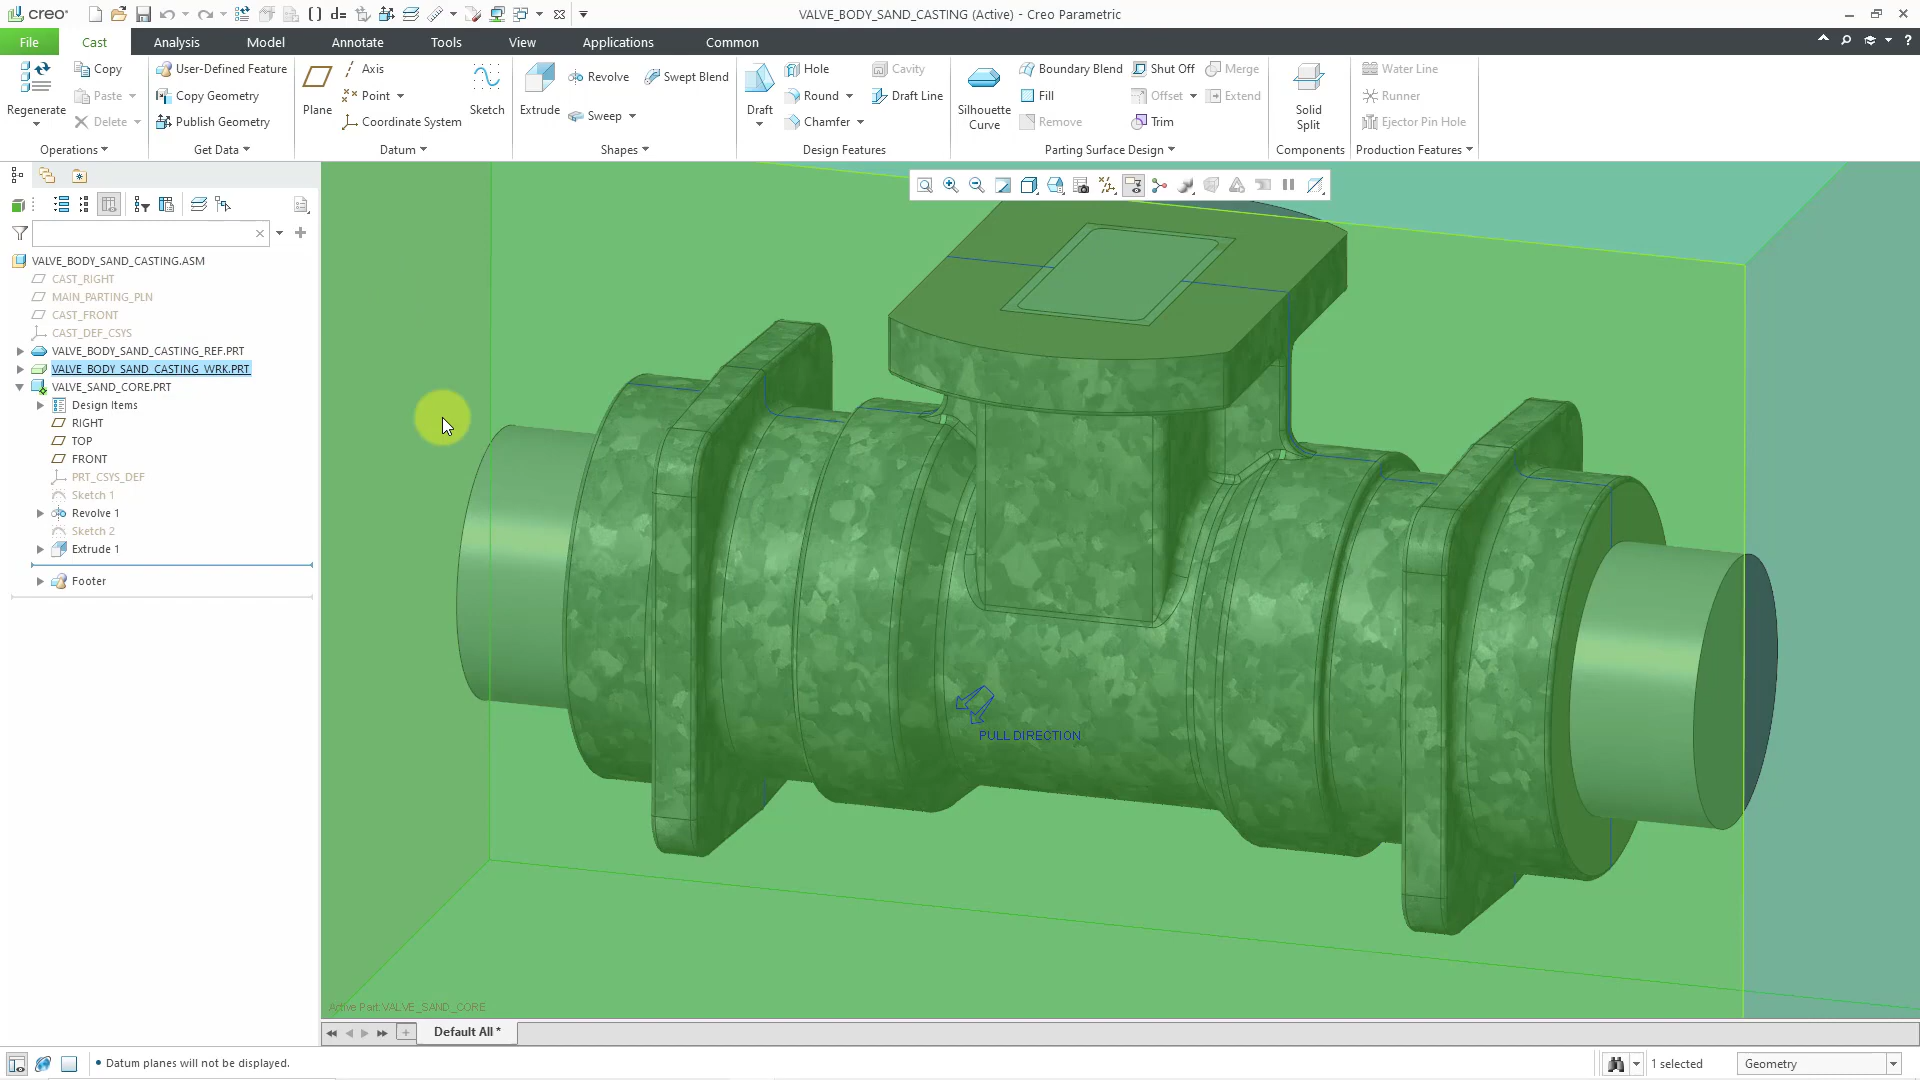 creo
VALVE_BODY_SAND_CASTING (Active) - Creo Parametric
File
Cast
Analysis
Model
Annotate
Tools
View
Applications
Common
Regenerate
Copy
Paste
Delete
Operations
User-Defined Feature
Copy Geometry
Publish Geometry
Get Data
Plane
Axis
Point
Coordinate System
Sketch
Datum
Extrude
Revolve
Sweep
Swept Blend
Shapes
Draft
Hole
Round
Chamfer
Cavity
Draft Line
Design Features
Silhouette
Curve
Boundary Blend
Fill
Remove
Shut Off
Offset
Trim
Merge
Extend
Parting Surface Design
Solid
Split
Components
Water Line
Runner
Ejector Pin Hole
Production Features
VALVE_BODY_SAND_CASTING.ASM
CAST_RIGHT
MAIN_PARTING_PLN
CAST_FRONT
CAST_DEF_CSYS
VALVE_BODY_SAND_CASTING_REF.PRT
VALVE_BODY_SAND_CASTING_WRK.PRT
VALVE_SAND_CORE.PRT
Design Items
RIGHT
TOP
FRONT
PRT_CSYS_DEF
Sketch 1
Revolve 1
Sketch 2
Extrude 1
Footer
PULL DIRECTION
Active Part:VALVE_SAND_CORE
Default All *
• Datum planes will not be displayed.
1 selected
Geometry